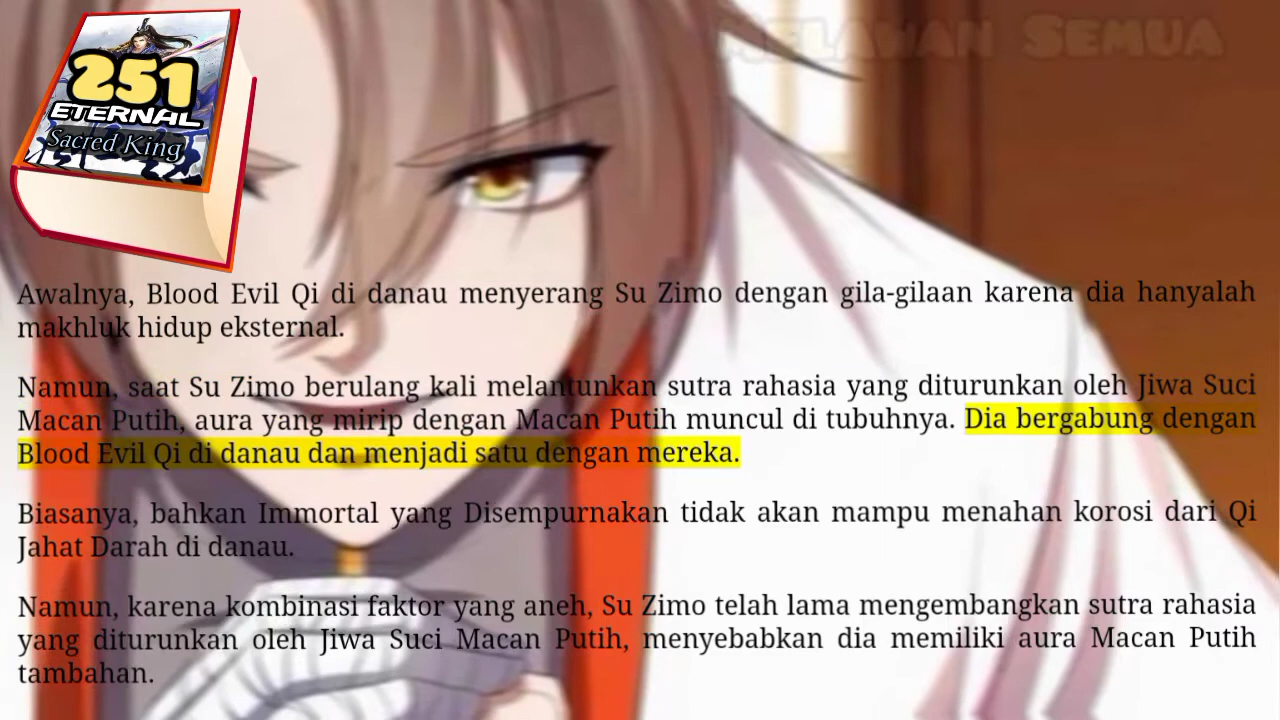 MELAWAN SEMUA
251
ETERNAL
Sacred King
Awalnya, Blood Evil Qi di danau menyerang Su Zimo dengan gila-gilaan karena dia hanyalah
makhluk hidup eksternal.
Namun, saat Su Zimo berulang kali melantunkan sutra rahasia yang diturunkan oleh Jiwa Suci
Macan Putih, aura yang mirip dengan Macan Putih muncul di tubuhnya. Dia bergabung dengan
Blood Evil Qi di danau dan menjadi satu dengan mereka.
Biasanya, bahkan Immortal yang Disempurnakan tidak akan mampu menahan korosi dari Qi
Jahat Darah di danau.
Namun, karena kombinasi faktor yang aneh, Su Zimo telah lama mengembangkan sutra rahasia
yang diturunkan oleh Jiwa Suci Macan Putih, menyebabkan dia memiliki aura Macan Putih
tambahan.